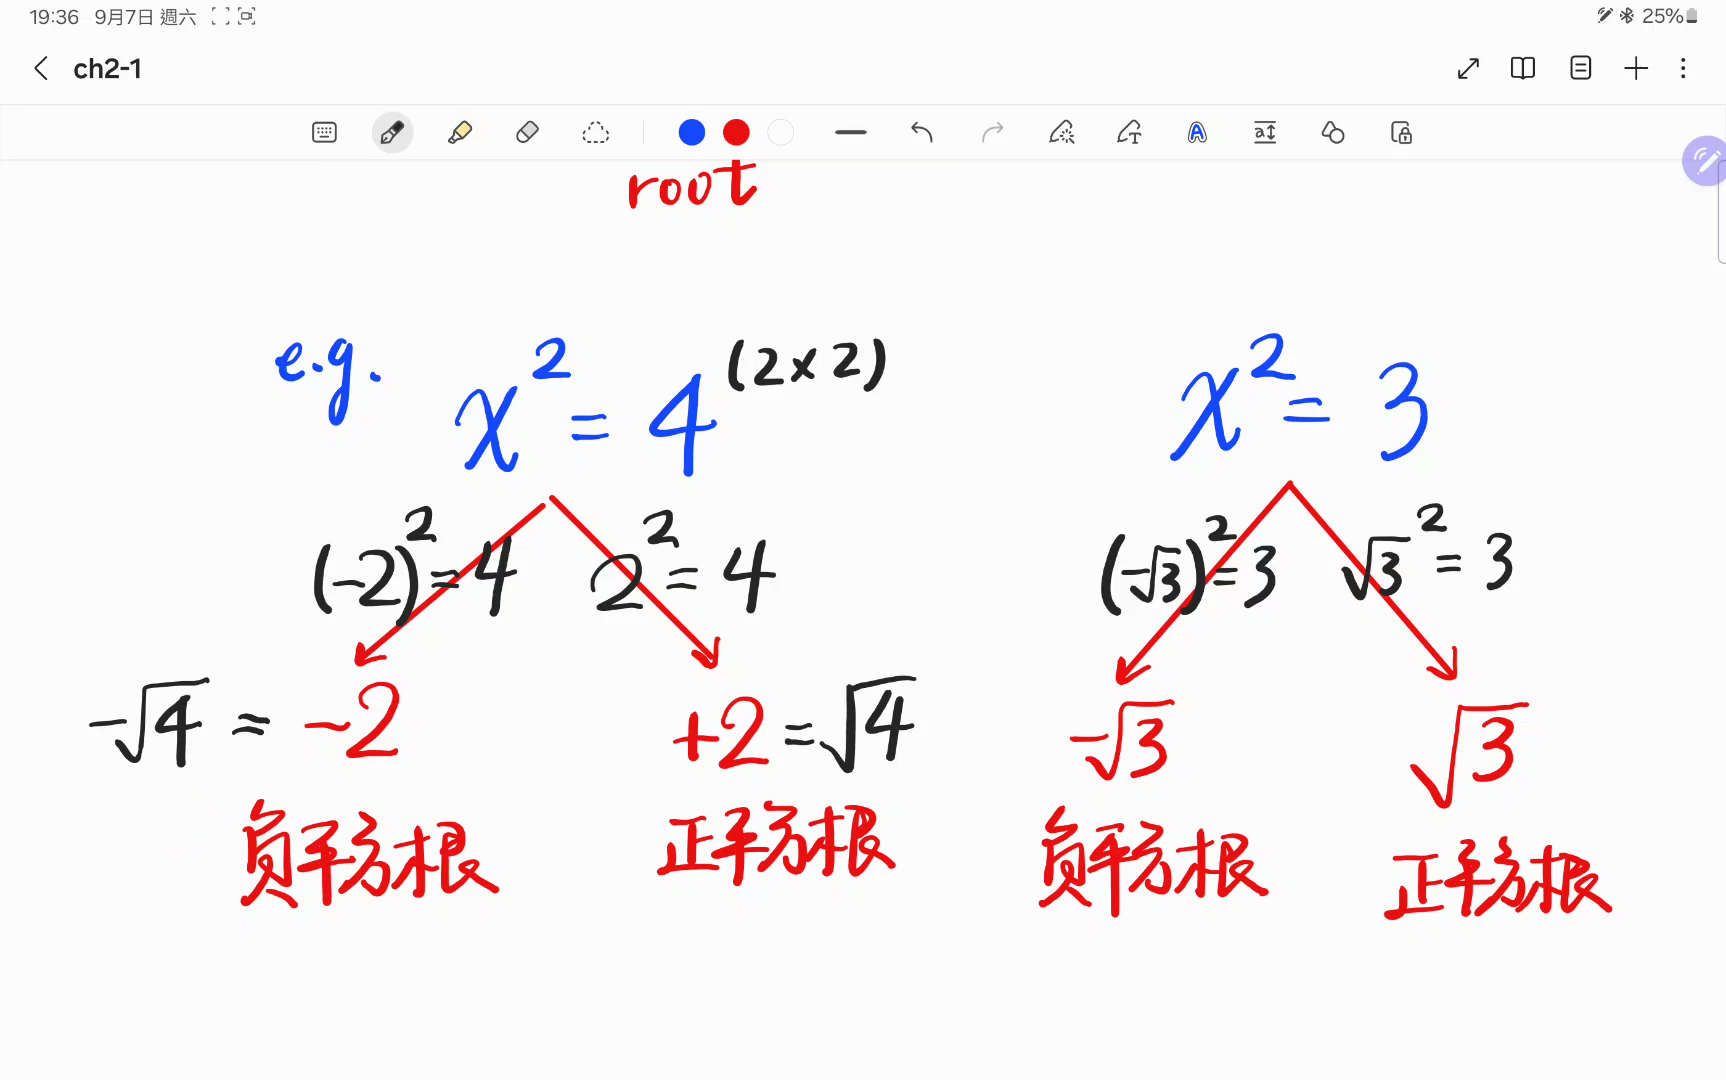 19:36 9月7日 週六 25%
ch2-1
root
e.g. x² = 4 (2×2) x² = 3
(-2)² = 4 2² = 4 (-√3)² = 3 √3² = 3
-√4 = -2 +2 = √4 -√3 √3
负平方根 正平方根 负平方根 正平方根